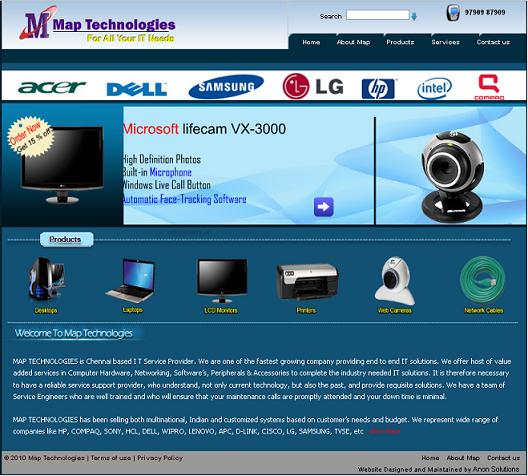 Map Technologies
For All Your IT Needs
Search
97909 87909
Home
About Map
Products
Services
Contact us
acer
DELL
SAMSUNG
LG
hp
intel
COMPAQ
Order Now
Get 15 % off
Microsoft lifecam VX-3000
High Definition Photos
Built-in Microphone
Windows Live Call Button
Automatic Face-Tracking Software
Products
Desktops
Laptops
LCD Monitors
Printers
Web Cameras
Network Cables
Welcome To Map Technologies
MAP TECHNOLOGIES is Chennai based I T Service Provider. We are one of the fastest growing company providing end to end IT solutions. We offer host of value
added services in Computer Hardware, Networking, Software's, Peripherals & Accessories to complete the industry needed IT solutions. It is therefore necessary
to have a reliable service support provider, who understand, not only current technology, but also the past, and provide requisite solutions. We have a team of
Service Engineers who are well trained and who will ensure that your maintenance calls are promptly attended and your down time is minimal.
MAP TECHNOLOGIES has been selling both multinational, Indian and customized systems based on customer's needs and budget. We represent wide range of
companies like HP, COMPAQ, SONY, HCL, DELL, WIPRO, LENOVO, APC, D-LINK, CISCO, LG, SAMSUNG, TVSE, etc
© 2010 Map Technologies | Terms of use | Privacy Policy
Home About Map Contact us
Website Designed and Maintained by Anon Solutions